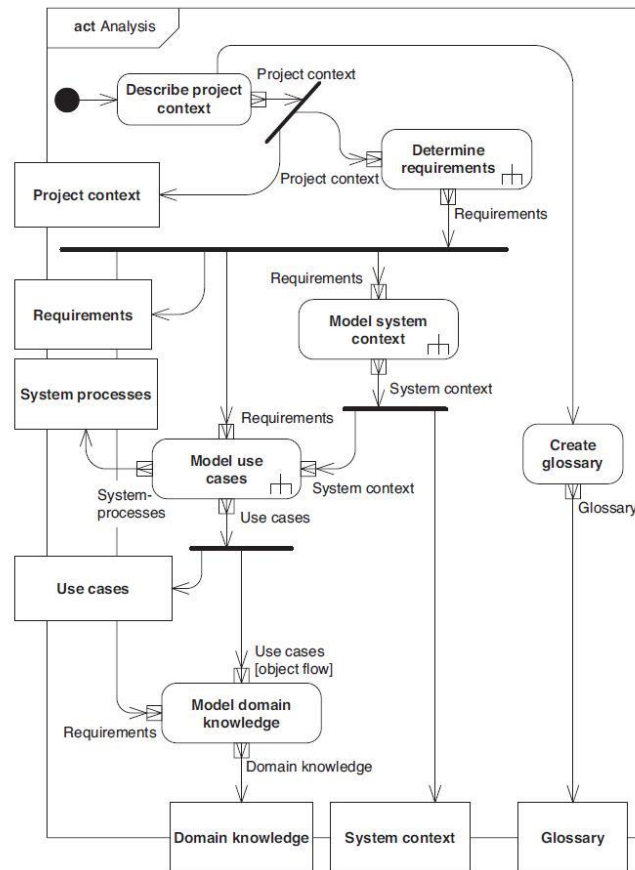 act Analysis
Project context
Describe project
context
Determine
requirements
Project context
Project context
Requirements
Requirements
Requirements
Model system
context
System processes
System context
Requirements
Model use
cases
Create
glossary
System-
processes
System context
Glossary
Use cases
Use cases
Use cases
[object flow]
Model domain
knowledge
Requirements
Domain knowledge
Domain knowledge
System context
Glossary